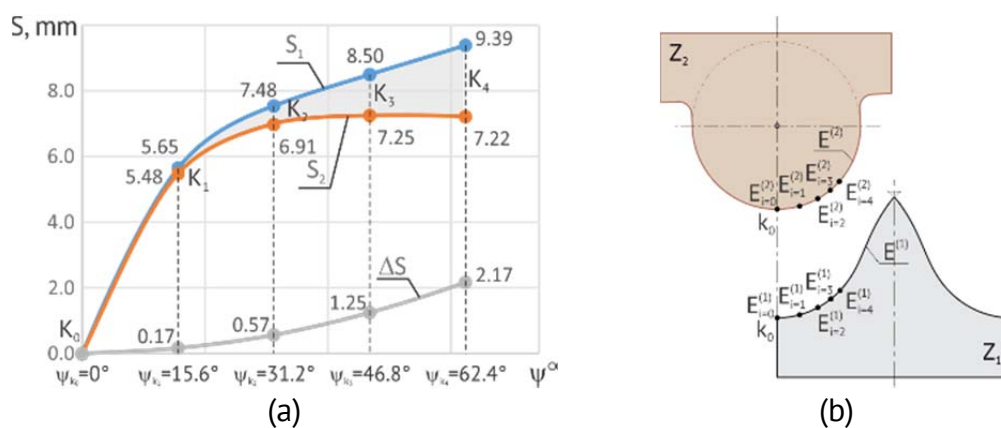 S, mm
8.0
6.0
4.0
2.0
0.0
S₁
S₂
ΔS
5.65
7.48
8.50
9.39
5.48
6.91
7.25
7.22
0.17
0.57
1.25
2.17
K₀
K₁
K₂
K₃
K₄
ψₖ₀=0° ψₖ₁=15.6° ψₖ₂=31.2° ψₖ₃=46.8° ψₖ₄=62.4° ψ°
(a)
Z₂
E⁽²⁾
E⁽²⁾ᵢ₌₀ E⁽²⁾ᵢ₌₁ E⁽²⁾ᵢ₌₃ E⁽²⁾ᵢ₌₄
E⁽²⁾ᵢ₌₂
k₀
E⁽¹⁾
E⁽¹⁾ᵢ₌₀ E⁽¹⁾ᵢ₌₁ E⁽¹⁾ᵢ₌₃ E⁽¹⁾ᵢ₌₄
E⁽¹⁾ᵢ₌₂
k₀
Z₁
(b)